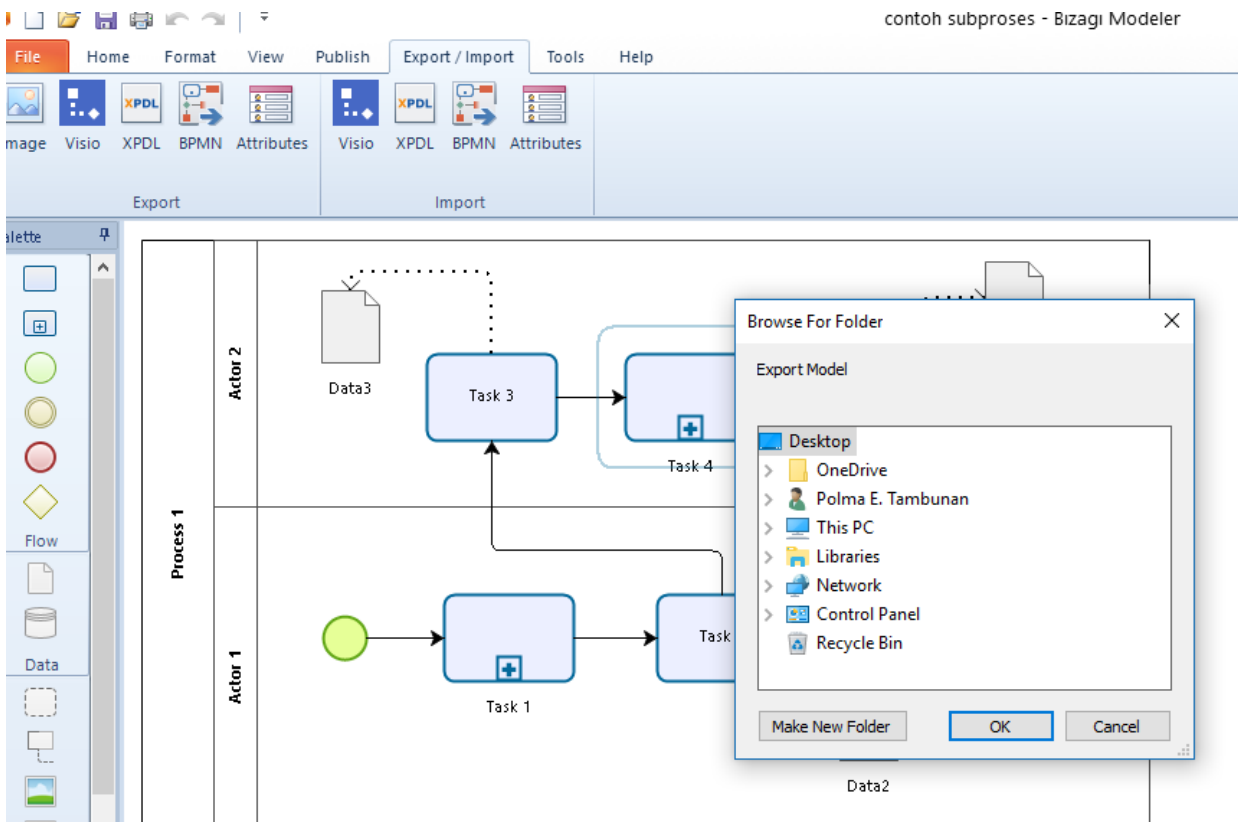 contoh subproses - Bizagi Modeler
File Home Format View Publish Export / Import Tools Help
XPDL XPDL
mage Visio XPDL BPMN Attributes Visio XPDL BPMN Attributes
Export Import
alette
Flow
Data
Process 1
Actor 2
Data3
Task 3
Task 4
Actor 1
Task 1
Task
Data2
Browse For Folder
Export Model
Desktop
OneDrive
Polma E. Tambunan
This PC
Libraries
Network
Control Panel
Recycle Bin
Make New Folder OK Cancel